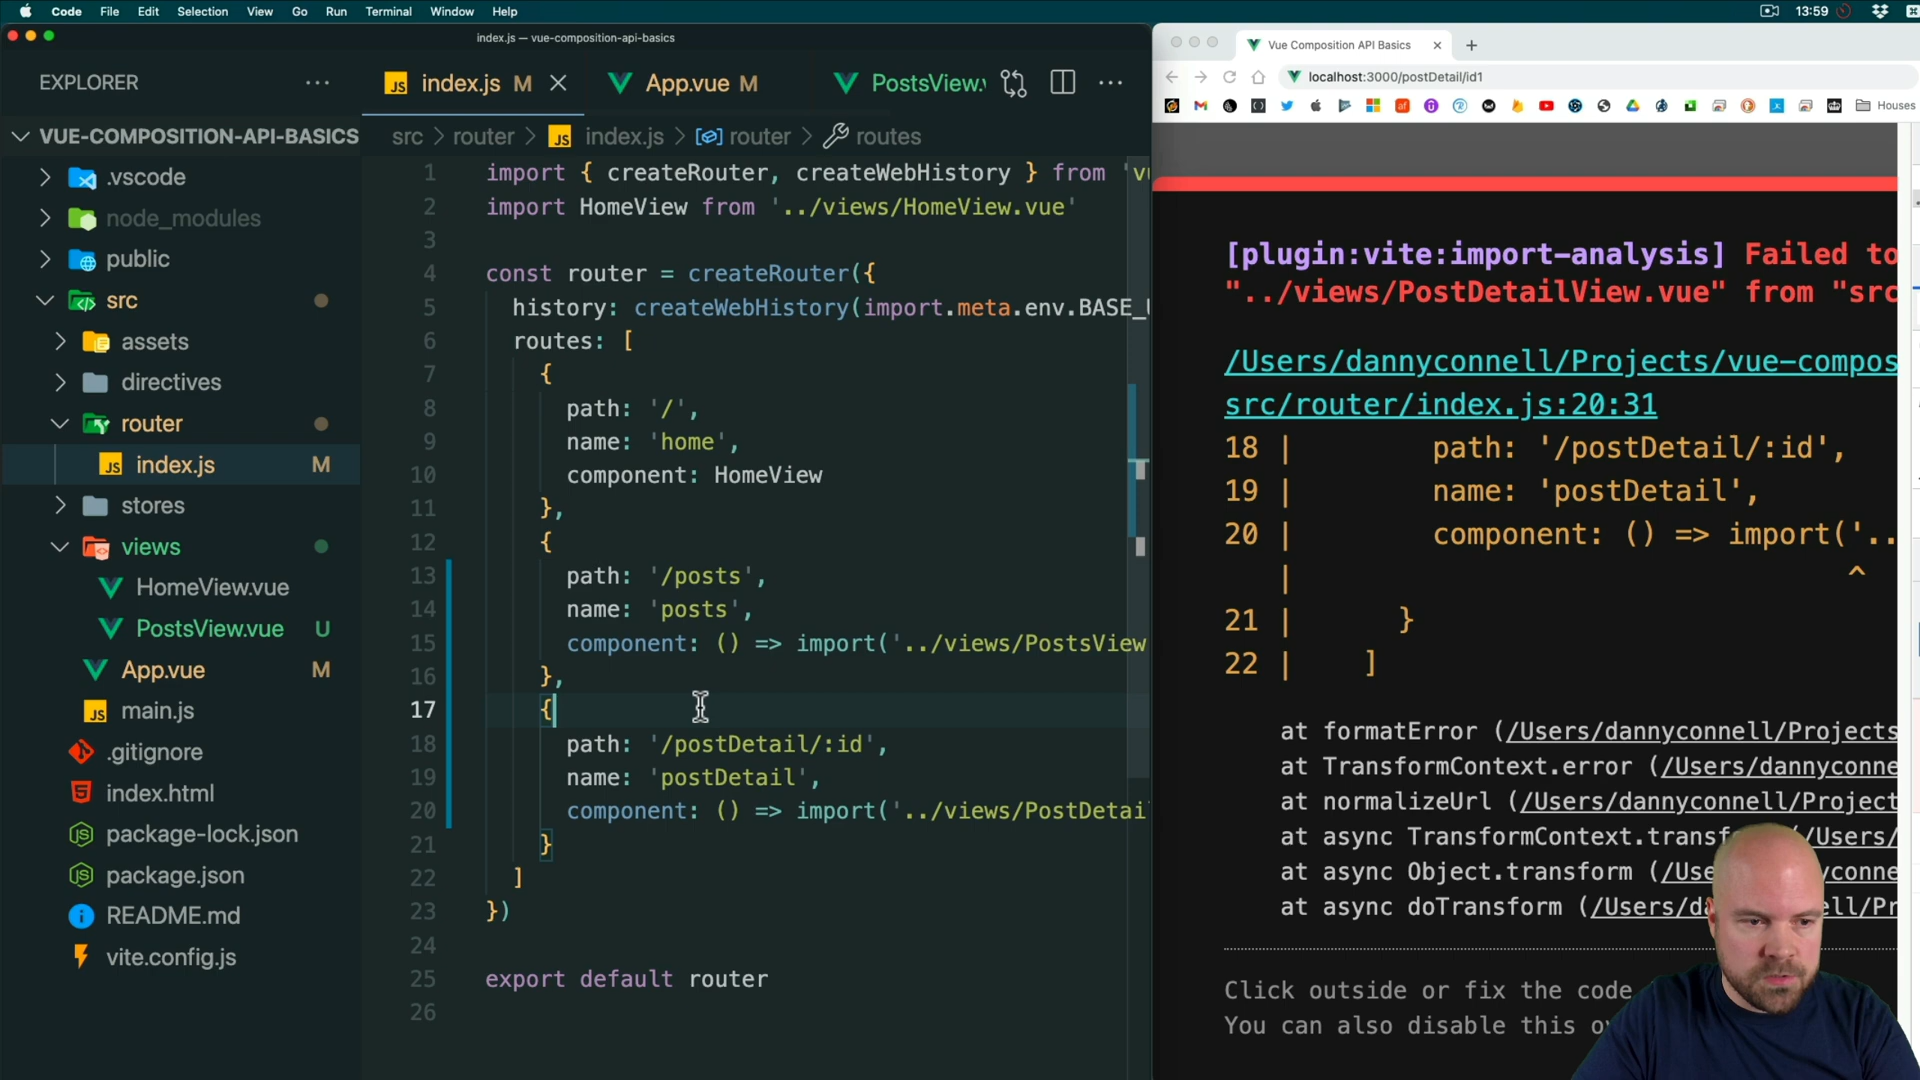 Code File Edit Selection View Go Run Terminal Window Help
13:59
index.js — vue-composition-api-basics
EXPLORER
VUE-COMPOSITION-API-BASICS
.vscode
node_modules
public
src
assets
directives
router
index.js M
stores
views
HomeView.vue
PostsView.vue U
App.vue M
main.js
.gitignore
index.html
package-lock.json
package.json
README.md
vite.config.js
index.js M
App.vue M
PostsView.v
src > router > index.js > router > routes
1 import { createRouter, createWebHistory } from 'vu
2 import HomeView from '../views/HomeView.vue'
3
4 const router = createRouter({
5 history: createWebHistory(import.meta.env.BASE_U
6 routes: [
7 {
8 path: '/',
9 name: 'home',
10 component: HomeView
11 },
12 {
13 path: '/posts',
14 name: 'posts',
15 component: () => import('../views/PostsView
16 },
17 {
18 path: '/postDetail/:id',
19 name: 'postDetail',
20 component: () => import('../views/PostDetai
21 }
22 ]
23 })
24
25 export default router
26
Vue Composition API Basics
localhost:3000/postDetail/id1
Houses
[plugin:vite:import-analysis] Failed to
"../views/PostDetailView.vue" from "src
/Users/dannyconnell/Projects/vue-compos
src/router/index.js:20:31
18 | path: '/postDetail/:id',
19 | name: 'postDetail',
20 | component: () => import('..
| ^
21 | }
22 | ]
at formatError (/Users/dannyconnell/Projects
at TransformContext.error (/Users/dannyconne
at normalizeUrl (/Users/dannyconnell/Project
at async TransformContext.transf (/Users/
at async Object.transform (/Use yconne
at async doTransform (/Users/da ell/Pr
Click outside or fix the code
You can also disable this ov